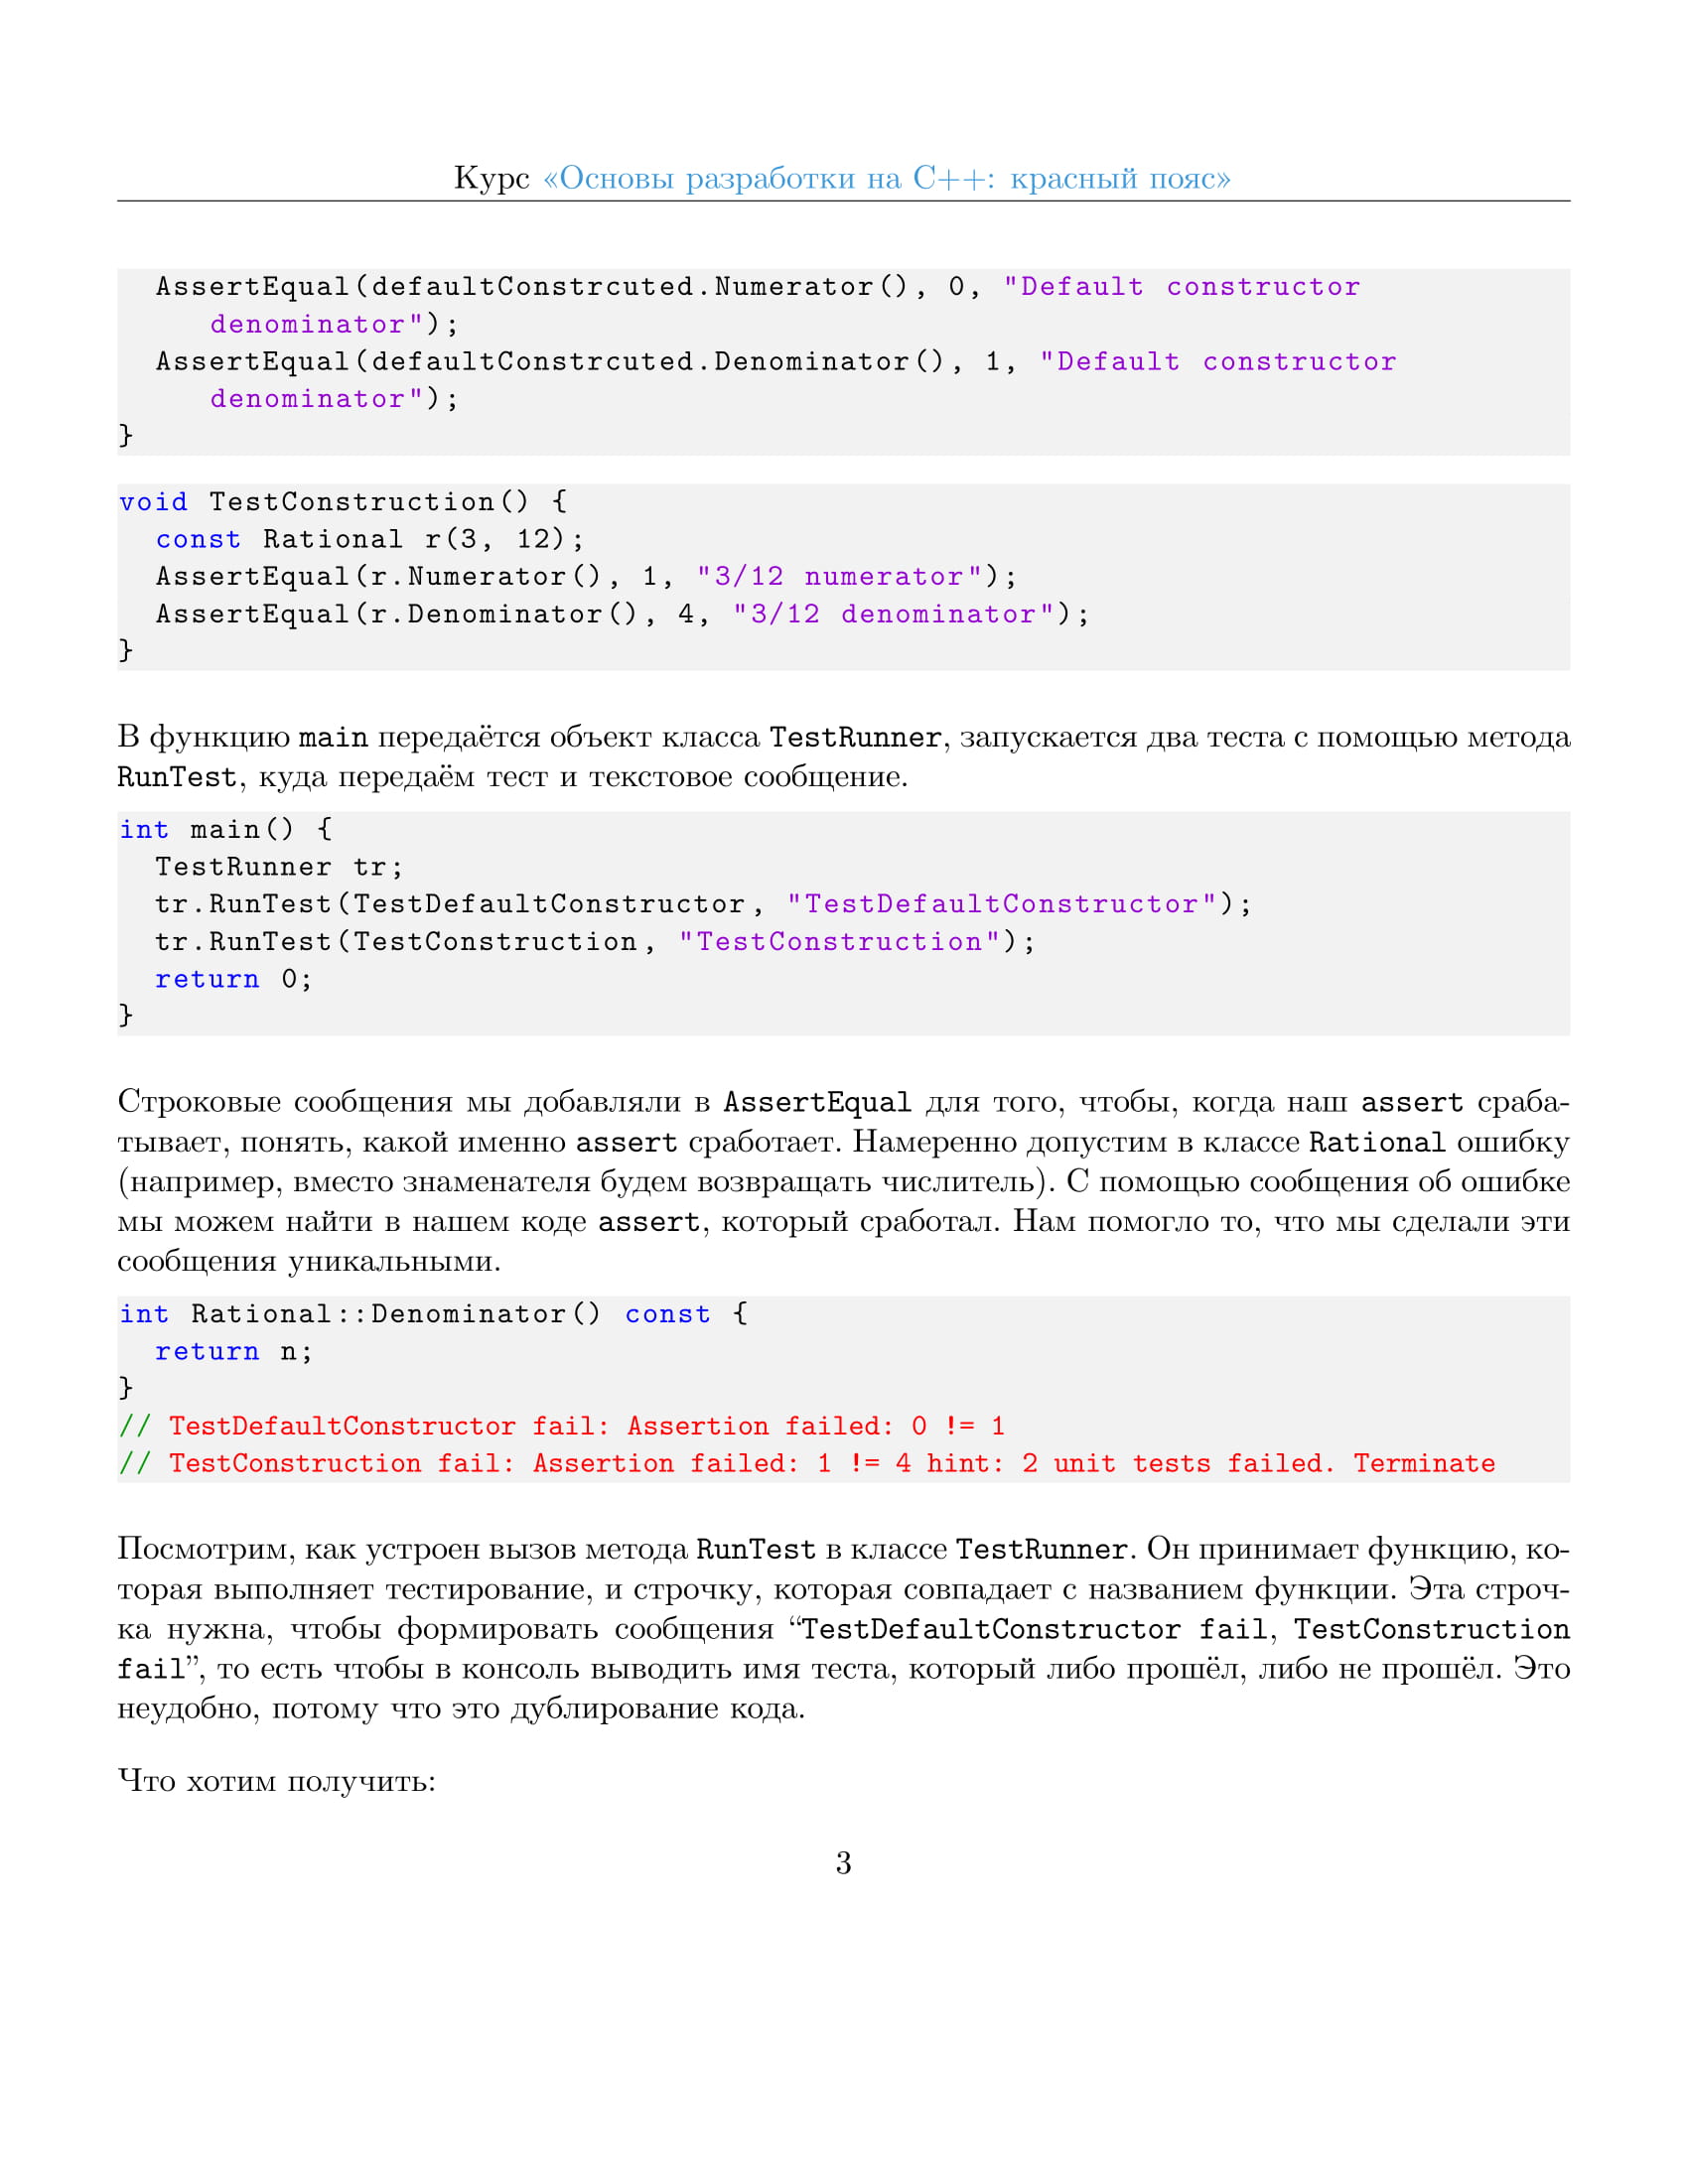 Курс «Основы разработки на C++: красный пояс»
AssertEqual(defaultConstrcuted.Numerator(), 0, "Default constructor
denominator");
AssertEqual(defaultConstrcuted.Denominator(), 1, "Default constructor
denominator");
}
void TestConstruction() {
const Rational r(3, 12);
AssertEqual(r.Numerator(), 1, "3/12 numerator");
AssertEqual(r.Denominator(), 4, "3/12 denominator");
}
В функцию main передаётся объект класса TestRunner, запускается два теста с помощью метода
RunTest, куда передаём тест и текстовое сообщение.
int main() {
TestRunner tr;
tr.RunTest(TestDefaultConstructor, "TestDefaultConstructor");
tr.RunTest(TestConstruction, "TestConstruction");
return 0;
}
Строковые сообщения мы добавляли в AssertEqual для того, чтобы, когда наш assert сраба-
тывает, понять, какой именно assert сработает. Намеренно допустим в классе Rational ошибку
(например, вместо знаменателя будем возвращать числитель). С помощью сообщения об ошибке
мы можем найти в нашем коде assert, который сработал. Нам помогло то, что мы сделали эти
сообщения уникальными.
int Rational::Denominator() const {
return n;
}
// TestDefaultConstructor fail: Assertion failed: 0 != 1
// TestConstruction fail: Assertion failed: 1 != 4 hint: 2 unit tests failed. Terminate
Посмотрим, как устроен вызов метода RunTest в классе TestRunner. Он принимает функцию, ко-
торая выполняет тестирование, и строчку, которая совпадает с названием функции. Эта строч-
ка нужна, чтобы формировать сообщения “TestDefaultConstructor fail, TestConstruction
fail”, то есть чтобы в консоль выводить имя теста, который либо прошёл, либо не прошёл. Это
неудобно, потому что это дублирование кода.
Что хотим получить:
3